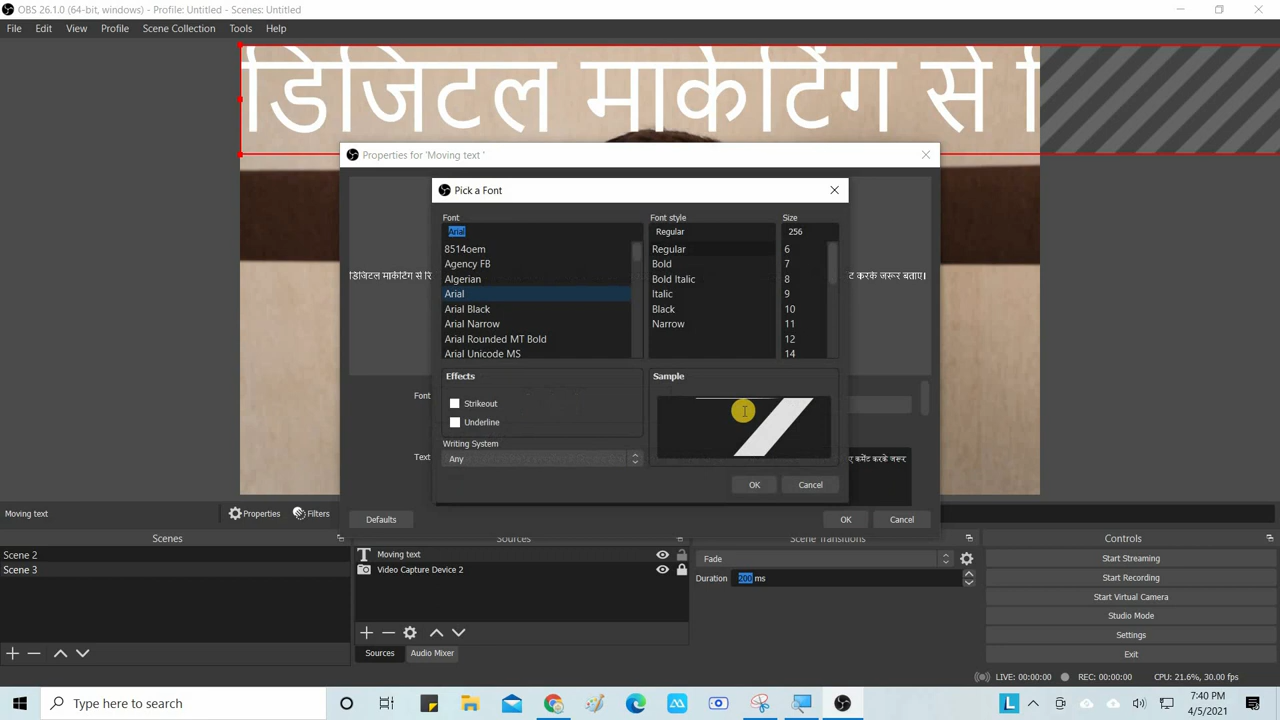 OBS 26.1.0 (64-bit, windows) - Profile: Untitled - Scenes: Untitled
File Edit View Profile Scene Collection Tools Help
डिजिटल मार्केटिंग से
Properties for 'Moving text '
Pick a Font
Font Font style Size
Arial Regular 256
8514oem Regular 6
Agency FB Bold 7
Algerian Bold Italic 8
डिजिटल मार्केटिंग से
ट करके जरूर बताए।
Arial Italic 9
Arial Black Black 10
Arial Narrow Narrow 11
Arial Rounded MT Bold 12
Arial Unicode MS 14
Effects Sample
Font
Strikeout
Underline
Writing System
Text Any
ए कमेंट करके जरूर
OK Cancel
Moving text Properties Filters
Defaults OK Cancel
Scenes Sources Scene Transitions Controls
Scene 2 Moving text Fade Start Streaming
Scene 3 Video Capture Device 2 Duration 200 ms Start Recording
Start Virtual Camera
Studio Mode
Settings
Sources Audio Mixer Exit
LIVE: 00:00:00 REC: 00:00:00 CPU: 21.6%, 30.00 fps
Type here to search
L
7:40 PM
4/5/2021